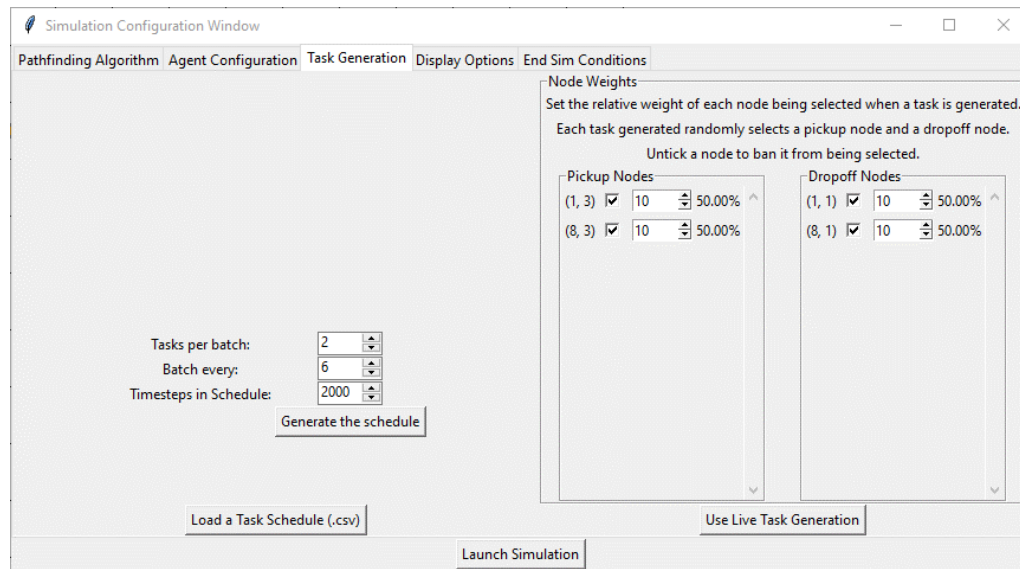 Simulation Configuration Window
Pathfinding Algorithm Agent Configuration Task Generation Display Options End Sim Conditions
Node Weights
Set the relative weight of each node being selected when a task is generated.
Each task generated randomly selects a pickup node and a dropoff node.
Untick a node to ban it from being selected.
Pickup Nodes
(1, 3) 10 50.00%
(8, 3) 10 50.00%
Dropoff Nodes
(1, 1) 10 50.00%
(8, 1) 10 50.00%
Tasks per batch: 2
Batch every: 6
Timesteps in Schedule: 2000
Generate the schedule
Load a Task Schedule (.csv)
Use Live Task Generation
Launch Simulation